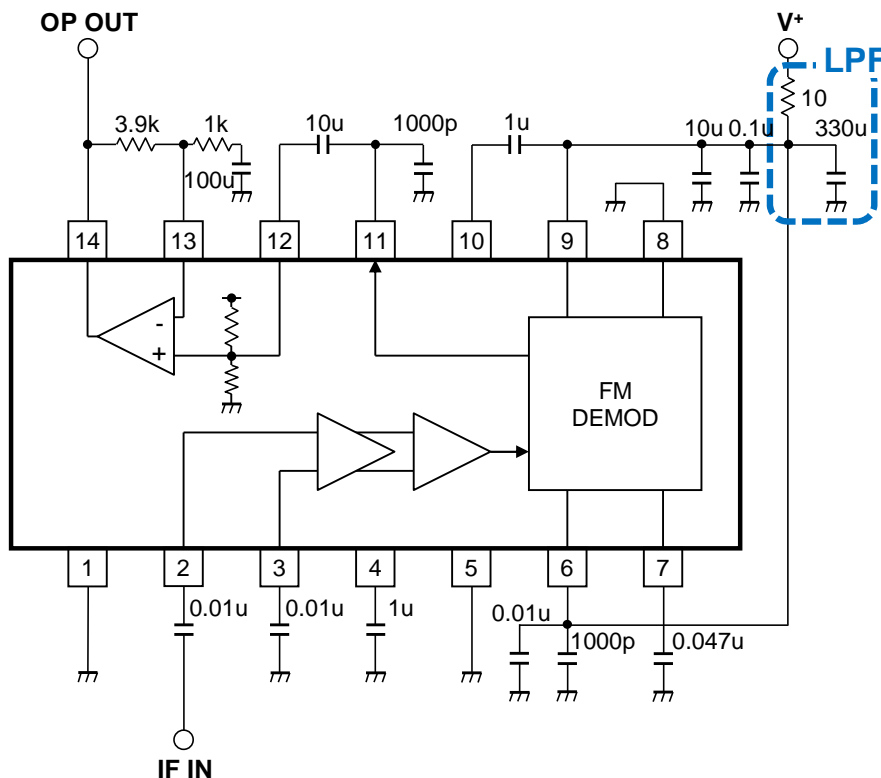 OP OUT
V+
LPF
10
3.9k
1k
10u
1000p
1u
10u
0.1u
330u
100u
14
13
12
11
10
9
8
-
+
FM
DEMOD
1
2
3
4
5
6
7
0.01u
0.01u
1u
0.01u
1000p
0.047u
IF IN